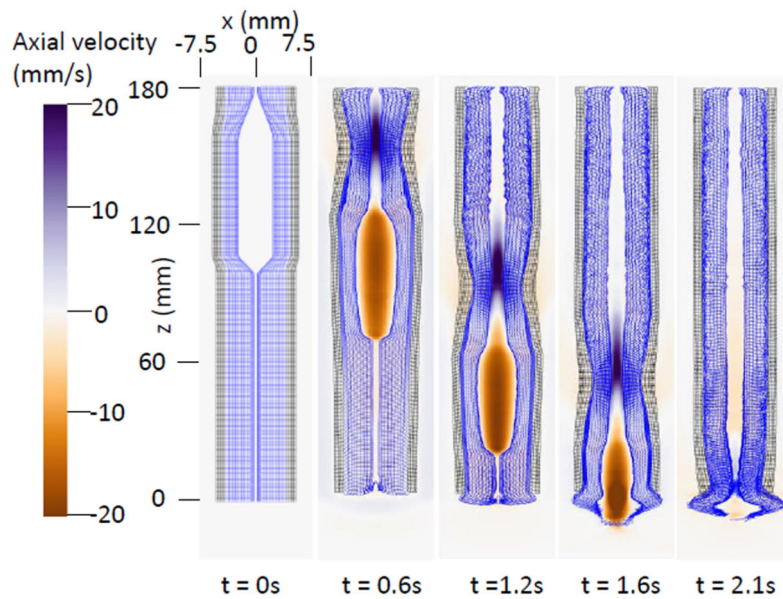 x (mm)
-7.5 0 7.5
Axial velocity
(mm/s)
20
10
0
-10
-20
180
120
z (mm)
60
0
t = 0s t = 0.6s t =1.2s t = 1.6s t = 2.1s